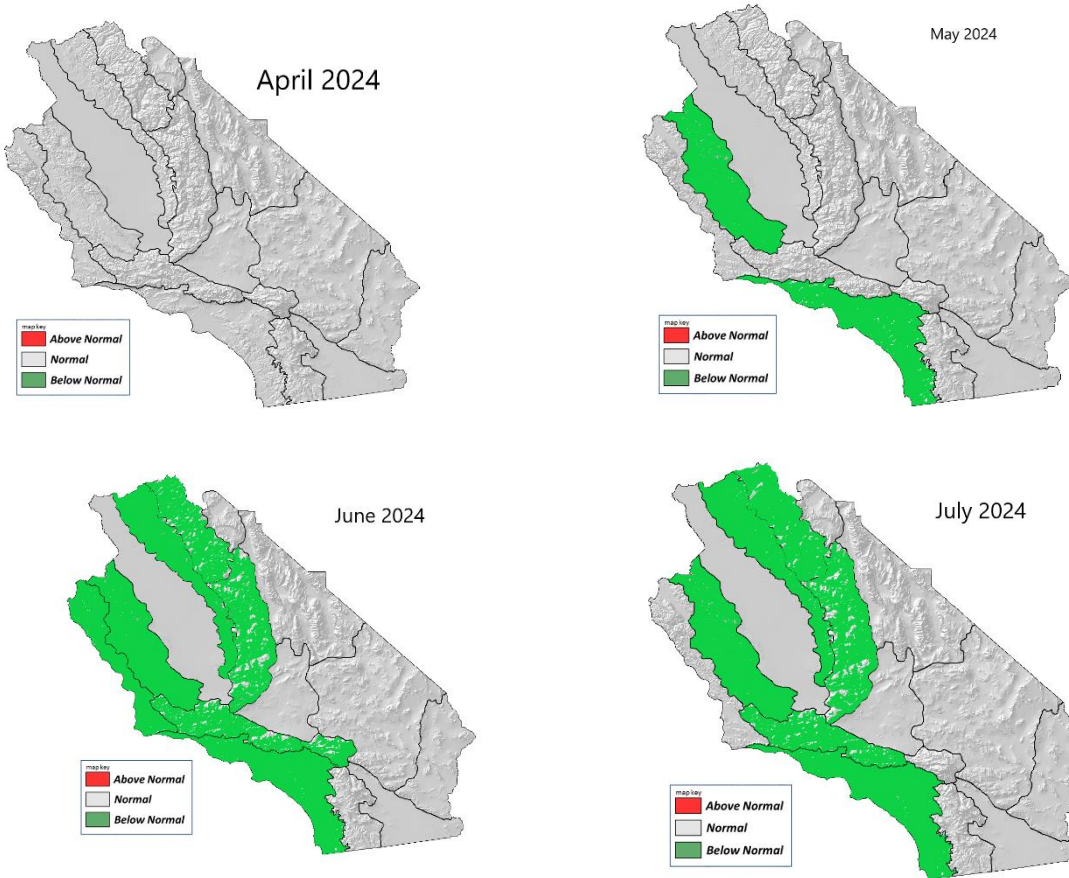 April 2024
map key
Above Normal
Normal
Below Normal
May 2024
map key
Above Normal
Normal
Below Normal
June 2024
map key
Above Normal
Normal
Below Normal
July 2024
map key
Above Normal
Normal
Below Normal